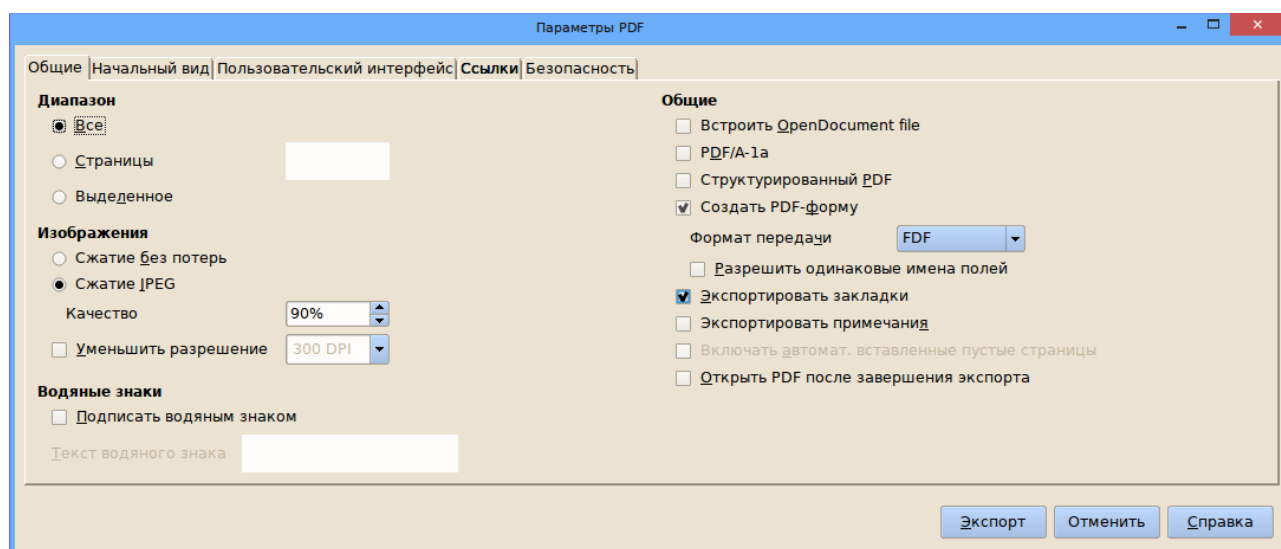 Параметры PDF
Общие Начальный вид Пользовательский интерфейс Ссылки Безопасность
Диапазон
Все
Страницы
Выделенное
Изображения
Сжатие без потерь
Сжатие JPEG
Качество 90%
Уменьшить разрешение 300 DPI
Водяные знаки
Подписать водяным знаком
Текст водяного знака
Общие
Встроить OpenDocument file
PDF/A-1a
Структурированный PDF
Создать PDF-форму
Формат передачи FDF
Разрешить одинаковые имена полей
Экспортировать закладки
Экспортировать примечания
Включать автомат. вставленные пустые страницы
Открыть PDF после завершения экспорта
Экспорт Отменить Справка